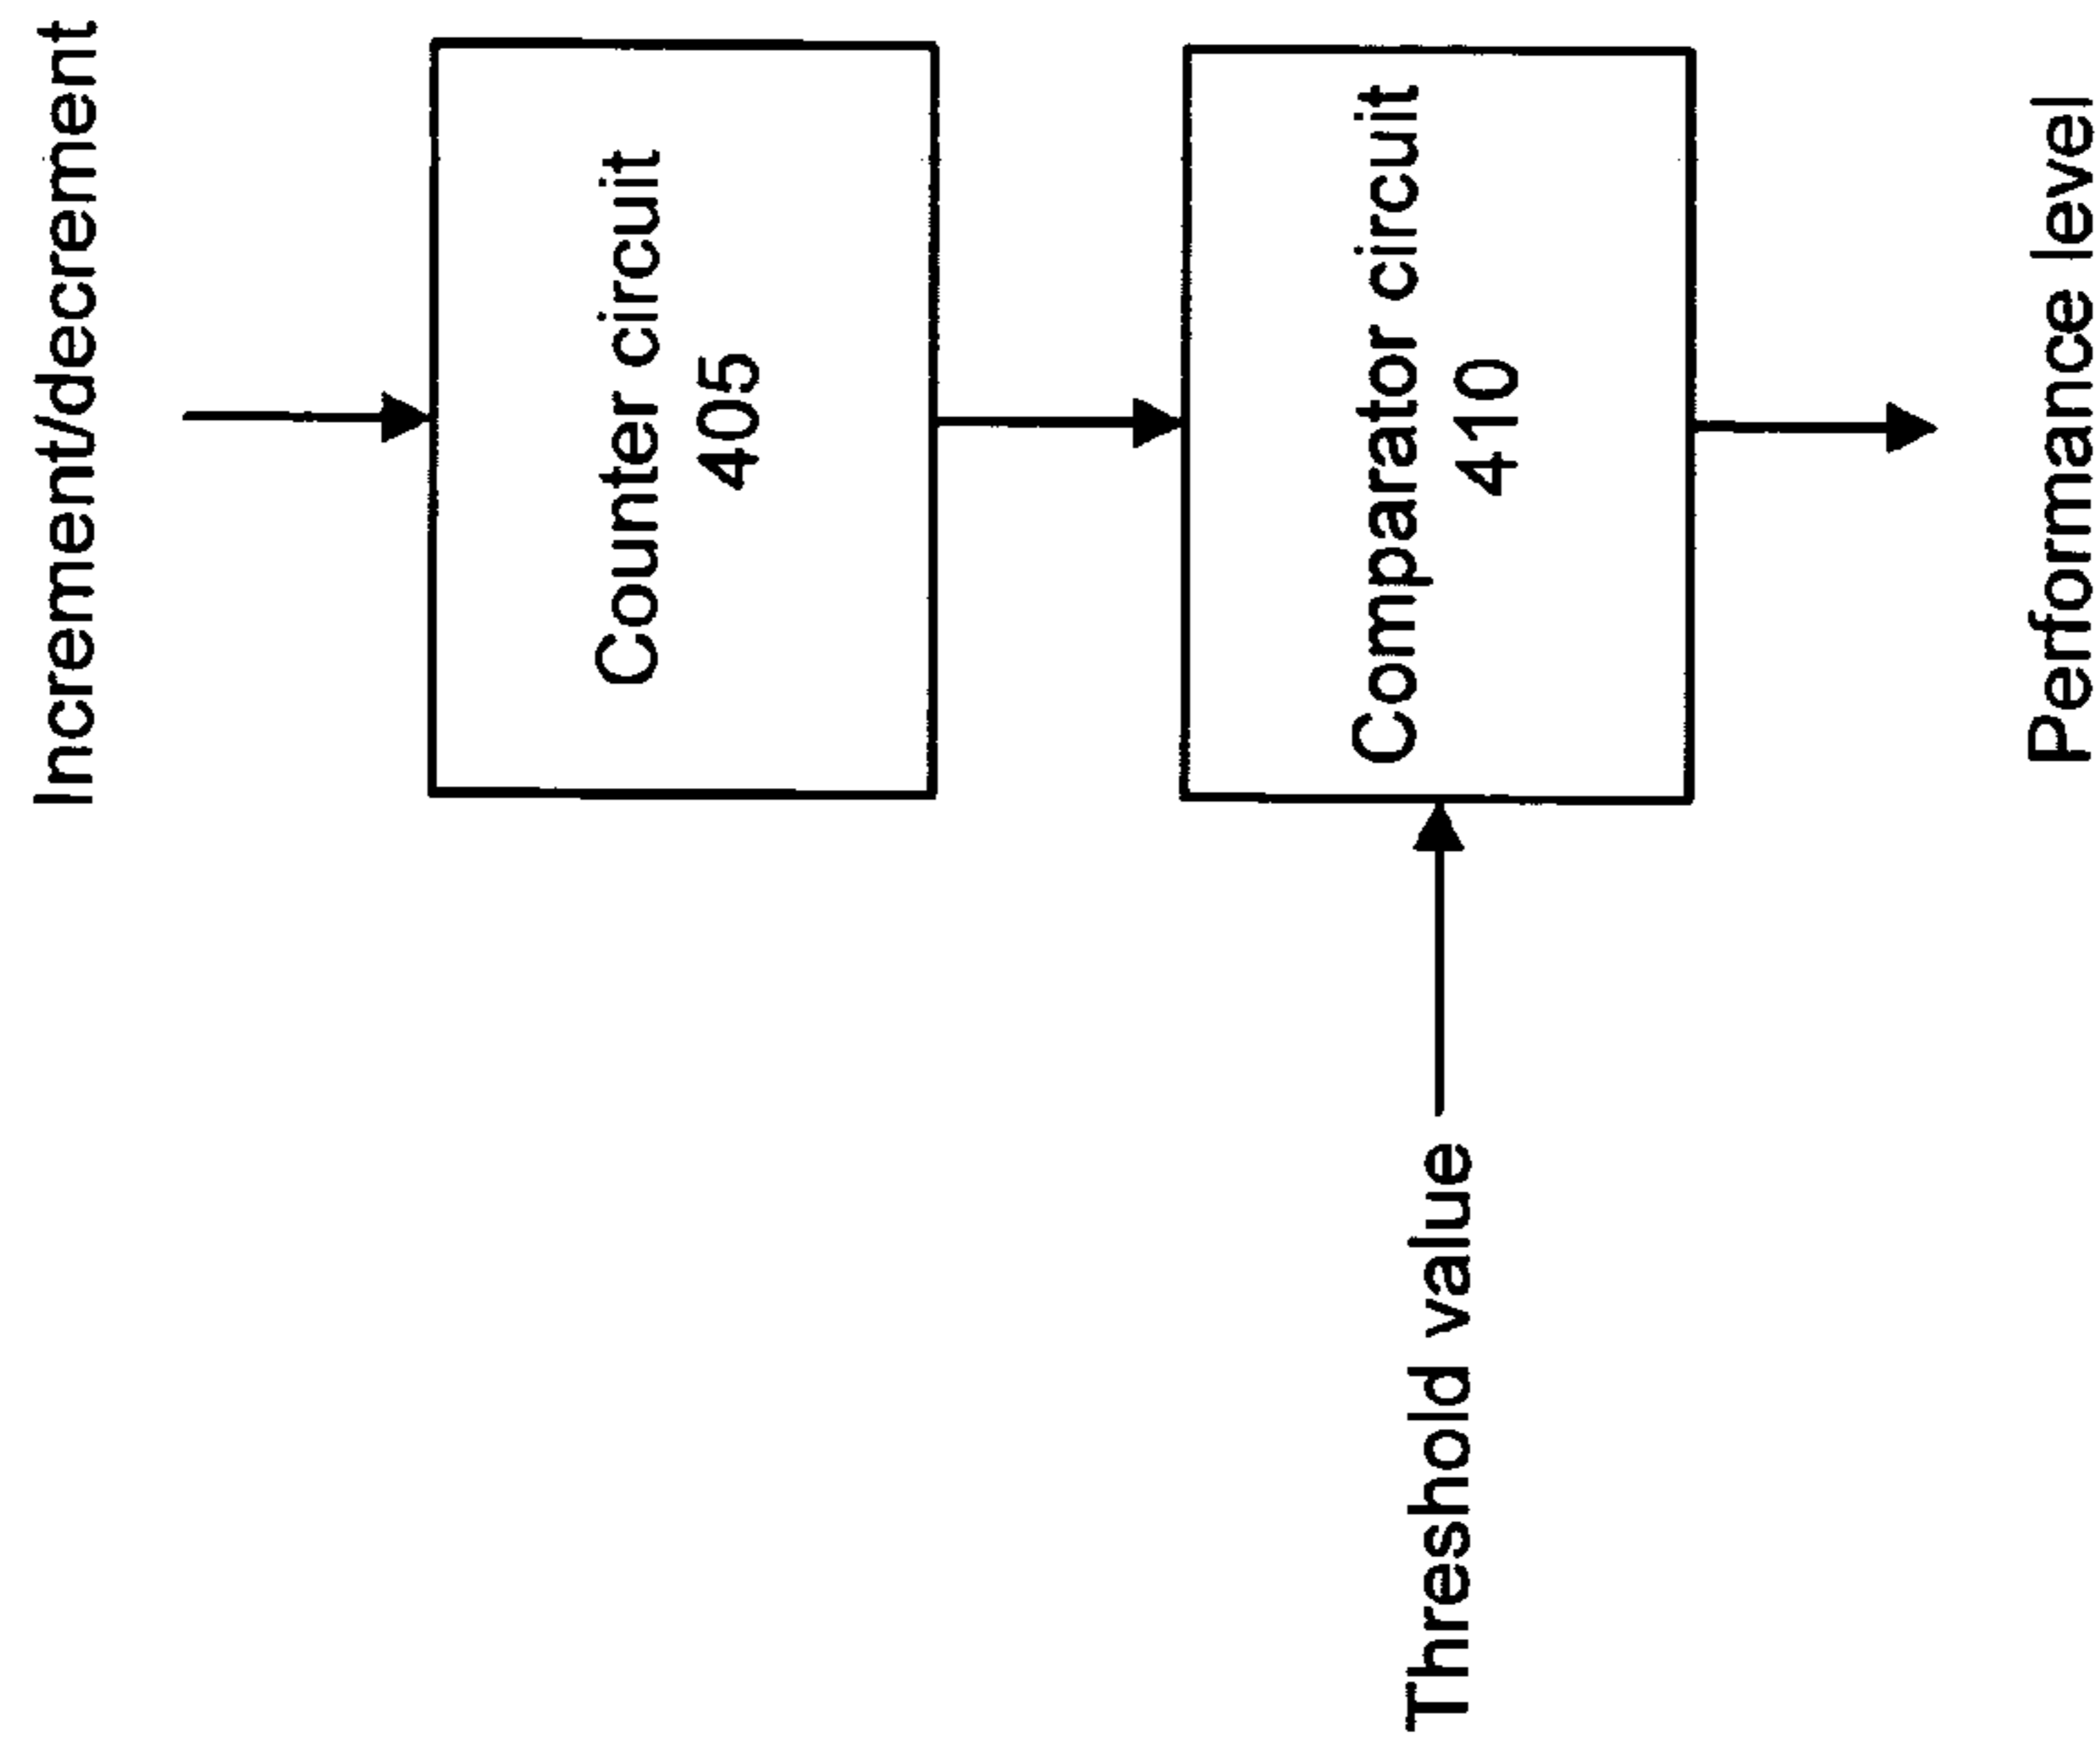 Increment/decrement
Counter circuit
405
Comparator circuit
410
Threshold value
Performance level